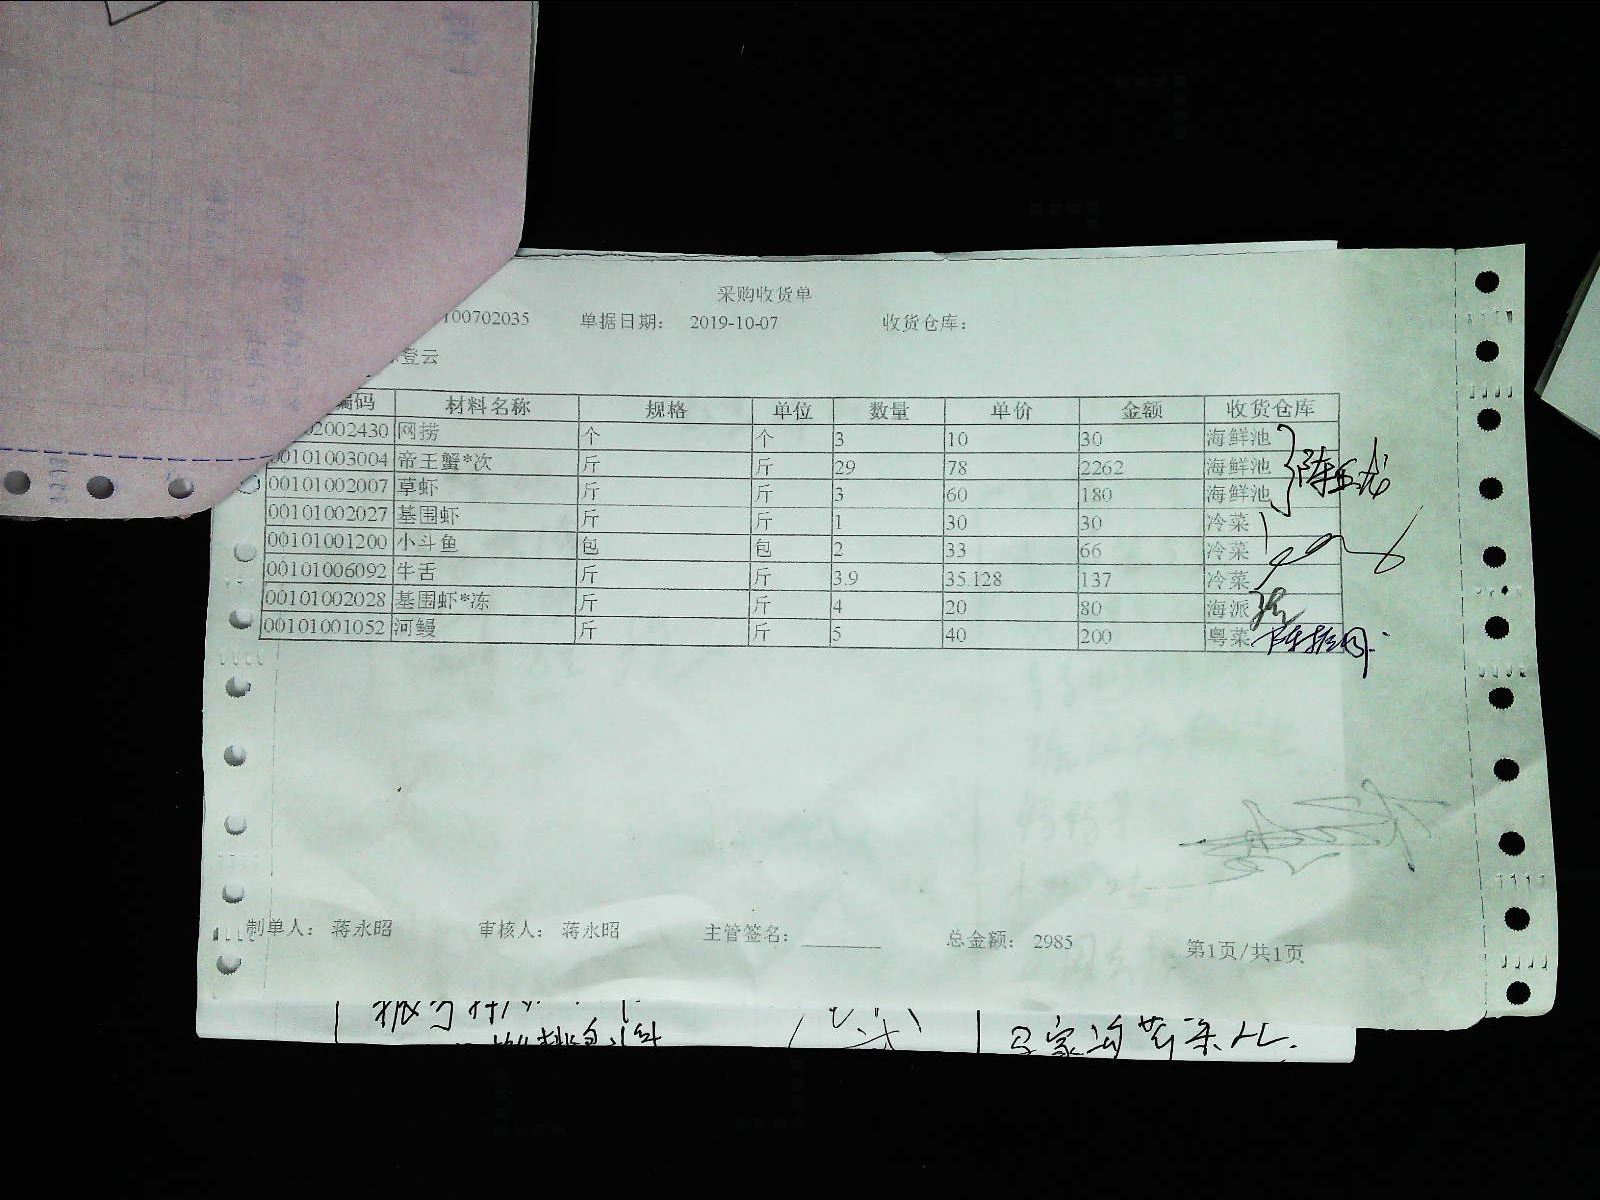 采购收货单
100702035 单据日期： 2019-10-07 收货仓库：
登云
编码 材料名称 规格 单位 数量 单价 金额 收货仓库
2002430 网捞 个 个 3 10 30 海鲜池
00101003004 帝王蟹*次 斤 斤 29 78 2262 海鲜池
00101002007 草虾 斤 斤 3 60 180 海鲜池
00101002027 基围虾 斤 斤 1 30 30 冷菜
00101001200 小斗鱼 包 包 2 33 66 冷菜
00101006092 牛舌 斤 斤 3.9 35.128 137 冷菜
00101002028 基围虾*冻 斤 斤 4 20 80 海派
00101001052 河鳗 斤 斤 5 40 200 粤菜
制单人： 蒋永昭 审核人： 蒋永昭 主管签名： 总金额： 2985 第1页/共1页